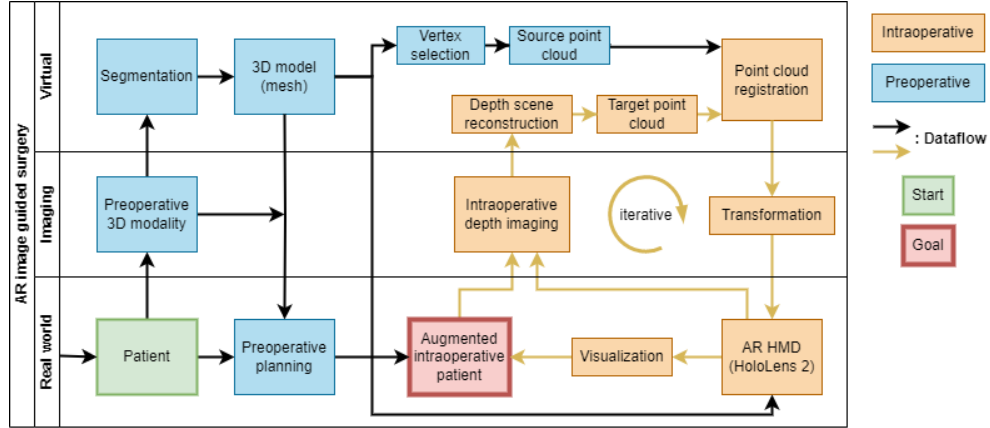 AR image guided surgery
Virtual
Imaging
Real world
Segmentation
3D model
(mesh)
Vertex
selection
Source point
cloud
Point cloud
registration
Depth scene
reconstruction
Target point
cloud
Preoperative
3D modality
Intraoperative
depth imaging
iterative
Transformation
Patient
Preoperative
planning
Augmented
intraoperative
patient
Visualization
AR HMD
(HoloLens 2)
Intraoperative
Preoperative
: Dataflow
Start
Goal